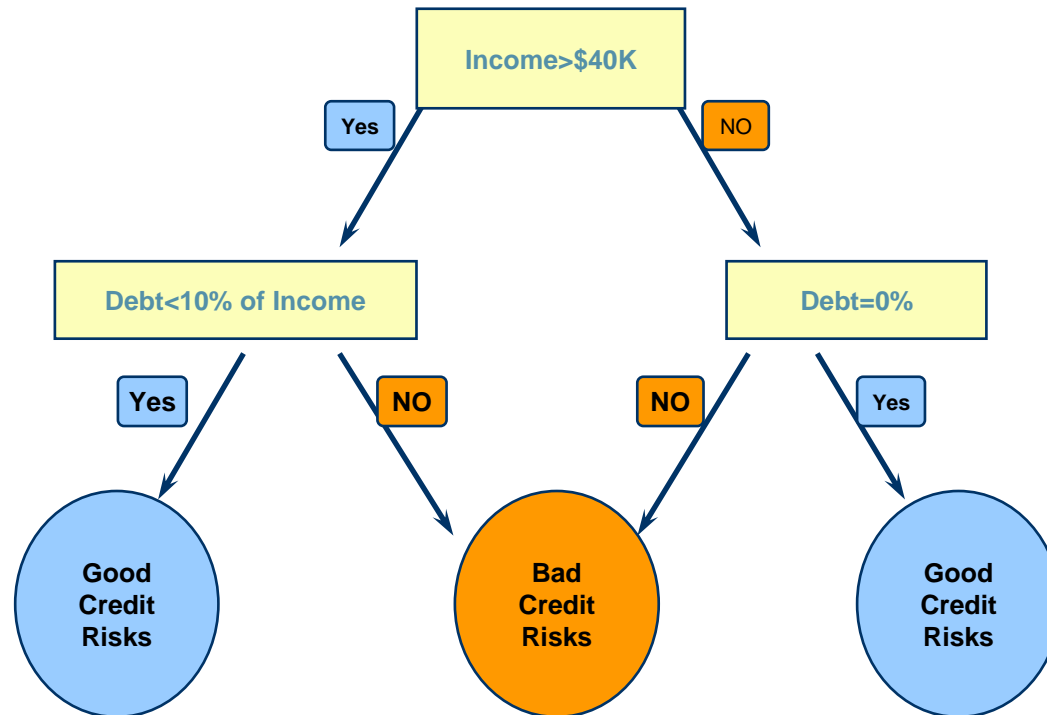 Income>$40K
Yes
NO
Debt<10% of Income
Debt=0%
Yes
NO
NO
Yes
Good
Credit
Risks
Bad
Credit
Risks
Good
Credit
Risks